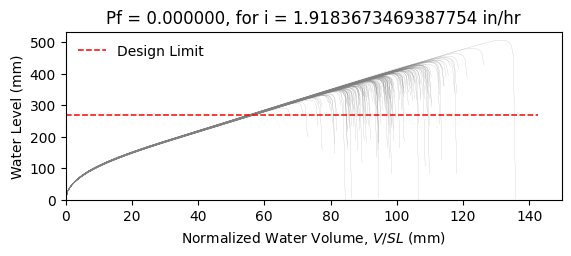 Pf = 0.000000, for i = 1.9183673469387754 in/hr
Water Level (mm)
500
400
300
200
100
0
Design Limit
0 20 40 60 80 100 120 140
Normalized Water Volume, V/SL (mm)